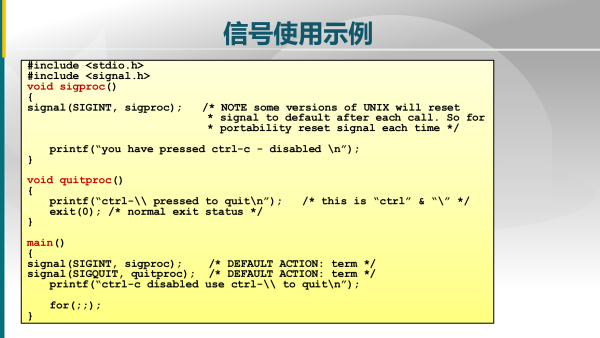 信号使用示例
#include <stdio.h>
#include <signal.h>
void sigproc()
{
signal(SIGINT, sigproc);   /* NOTE some versions of UNIX will reset
* signal to default after each call. So for
* portability reset signal each time */
printf(“you have pressed ctrl-c - disabled \n”);
}
void quitproc()
{
printf(“ctrl-\\ pressed to quit\n”);   /* this is “ctrl” & “\” */
exit(0); /* normal exit status */
}
main()
{
signal(SIGINT, sigproc);    /* DEFAULT ACTION: term */
signal(SIGQUIT, quitproc);  /* DEFAULT ACTION: term */
printf(“ctrl-c disabled use ctrl-\\ to quit\n”);
for(;;);
}